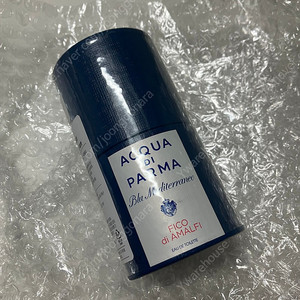 ACQUA
DI
PARMA
Blu Mediterraneo
FICO
di AMALFI
EAU DE TOILETTE